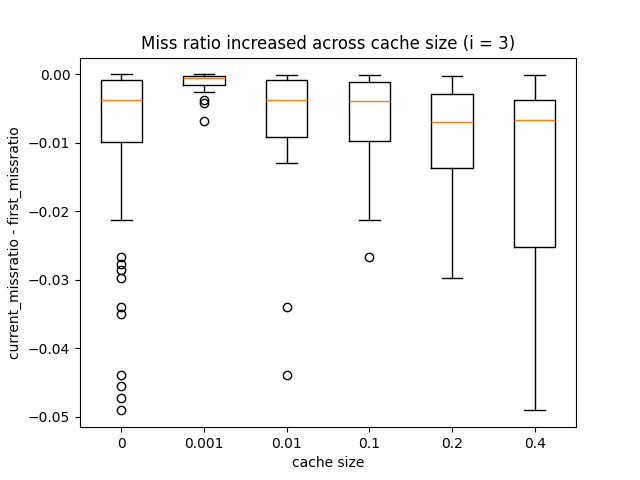 Miss ratio increased across cache size (i = 3)
current_missratio - first_missratio
0.00
−0.01
−0.02
−0.03
−0.04
−0.05
0 0.001 0.01 0.1 0.2 0.4
cache size